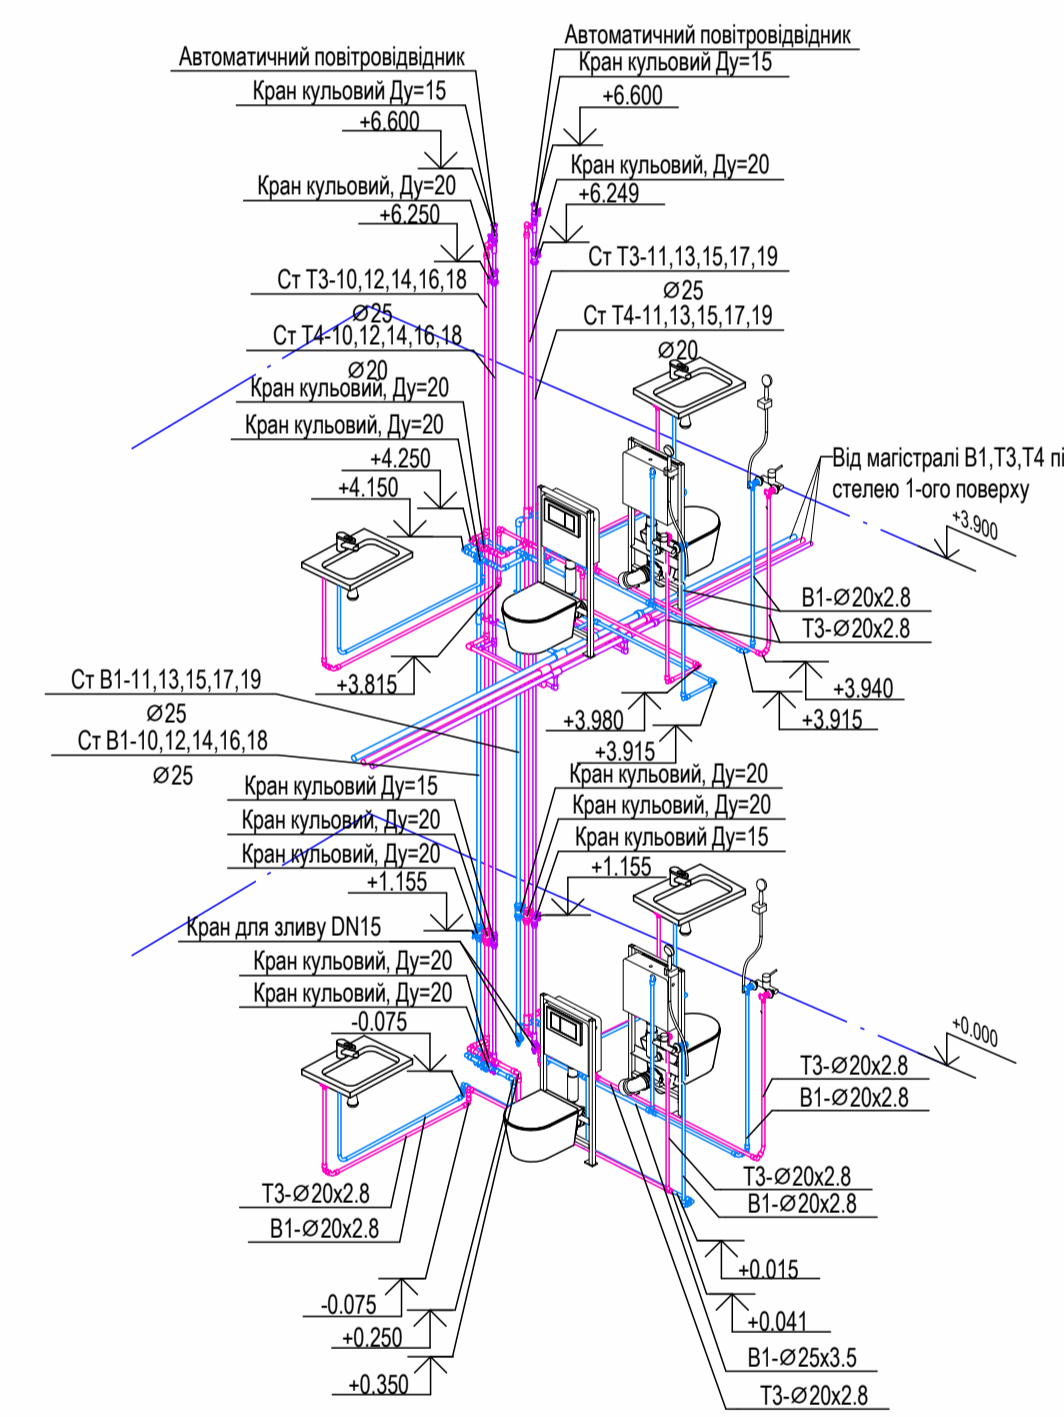 Автоматичний повітровідвідник
Кран кульовий Ду=15
+6.600
Кран кульовий, Ду=20
+6.250
Ст Т3-10,12,14,16,18
Ø25
Ст Т4-10,12,14,16,18
Ø20
Кран кульовий, Ду=20
Кран кульовий, Ду=20
+4.250
+4.150
+3.815
Автоматичний повітровідвідник
Кран кульовий Ду=15
+6.600
Кран кульовий, Ду=20
+6.249
Ст Т3-11,13,15,17,19
Ø25
Ст Т4-11,13,15,17,19
Ø20
Від магістралі В1,Т3,Т4 пі
стелею 1-ого поверху
+3.900
В1-Ø20x2.8
Т3-Ø20x2.8
+3.940
+3.915
+3.980
+3.915
Ст В1-11,13,15,17,19
Ø25
Ст В1-10,12,14,16,18
Ø25
Кран кульовий Ду=15
Кран кульовий, Ду=20
Кран кульовий, Ду=20
+1.155
Кран для зливу DN15
Кран кульовий, Ду=20
Кран кульовий, Ду=20
-0.075
Кран кульовий, Ду=20
Кран кульовий, Ду=20
Кран кульовий Ду=15
+1.155
+0.000
Т3-Ø20x2.8
В1-Ø20x2.8
Т3-Ø20x2.8
В1-Ø20x2.8
Т3-Ø20x2.8
В1-Ø20x2.8
-0.075
+0.250
+0.350
+0.015
+0.041
В1-Ø25x3.5
Т3-Ø20x2.8